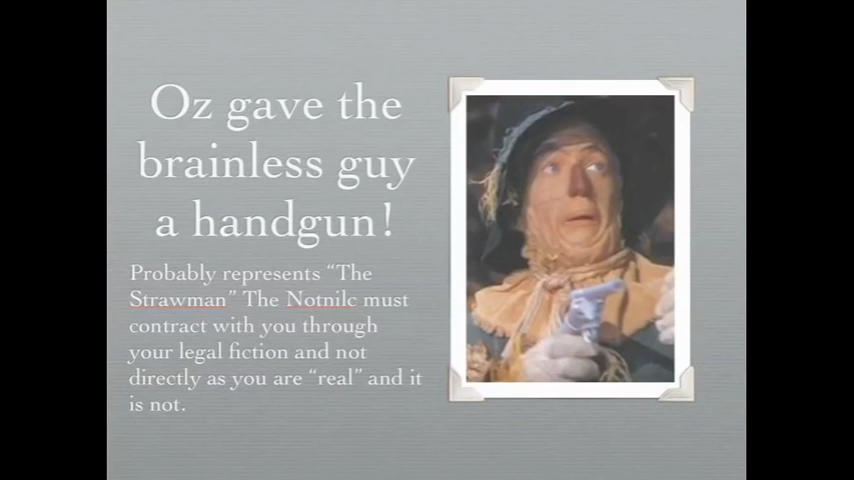 Oz gave the
brainless guy
a handgun!
Probably represents “The
Strawman” The Notnilc must
contract with you through
your legal fiction and not
directly as you are “real” and it
is not.